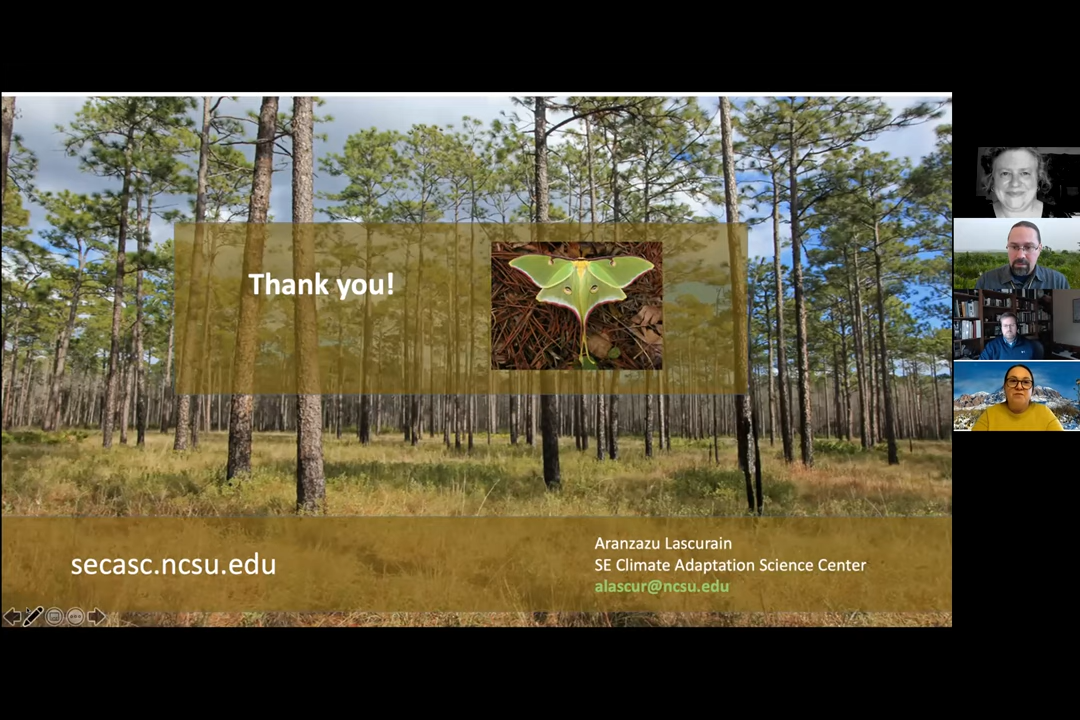 Thank you!
secasc.ncsu.edu
Aranzazu Lascurain
SE Climate Adaptation Science Center
alascur@ncsu.edu